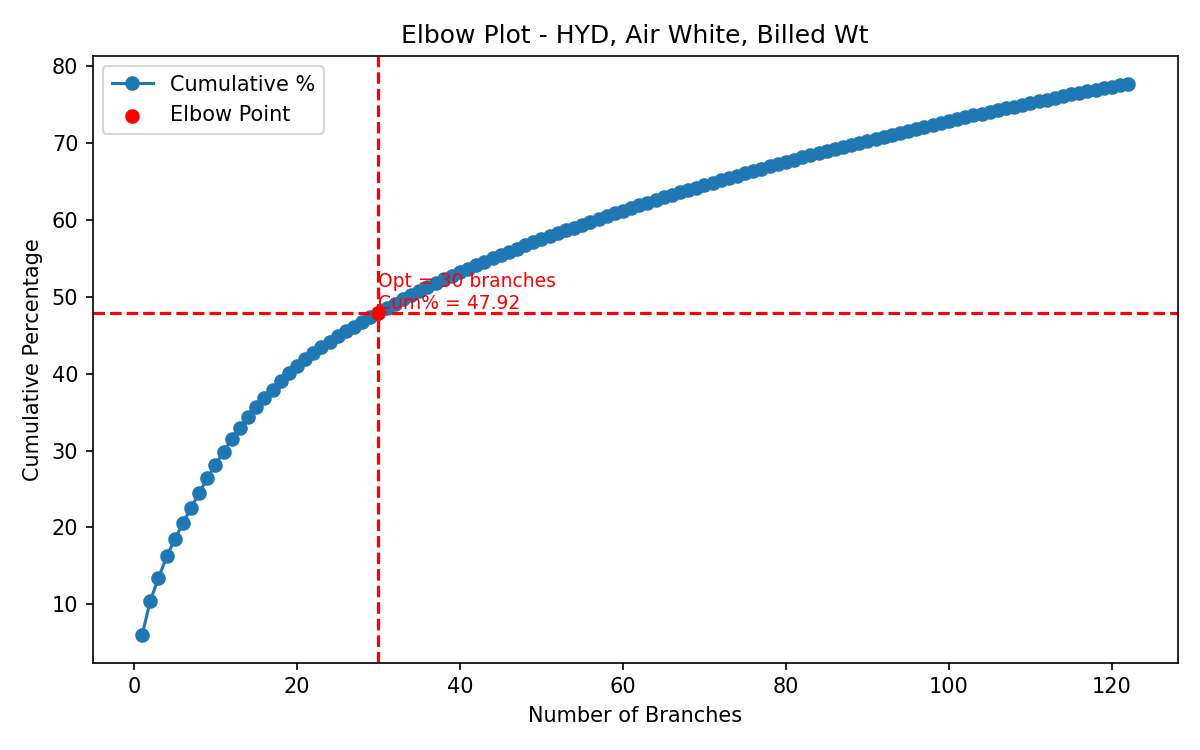 Elbow Plot - HYD, Air White, Billed Wt
Cumulative %
Elbow Point
80
70
60
50
40
30
20
10
Cumulative Percentage
Opt = 30 branches
Cum% = 47.92
0
20
40
60
80
100
120
Number of Branches